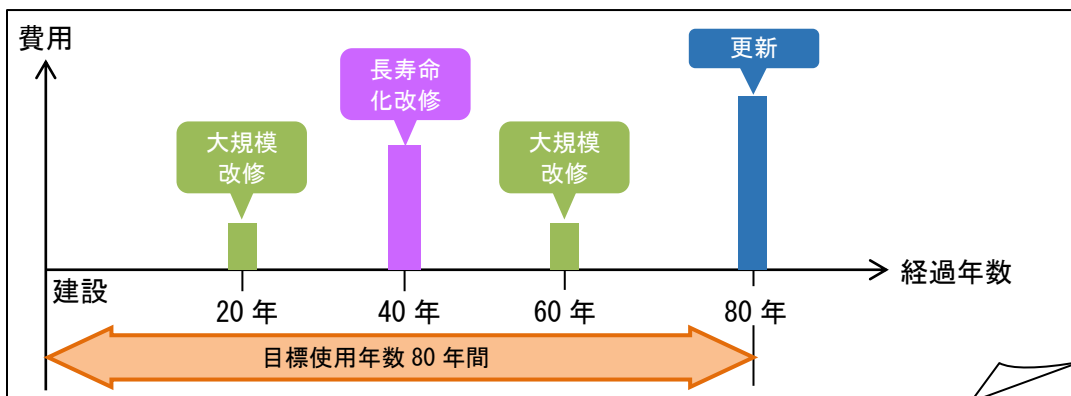 費用
更新
長寿命
化改修
大規模
改修
大規模
改修
経過年数
建設
20 年
40 年
60 年
80 年
目標使用年数 80 年間